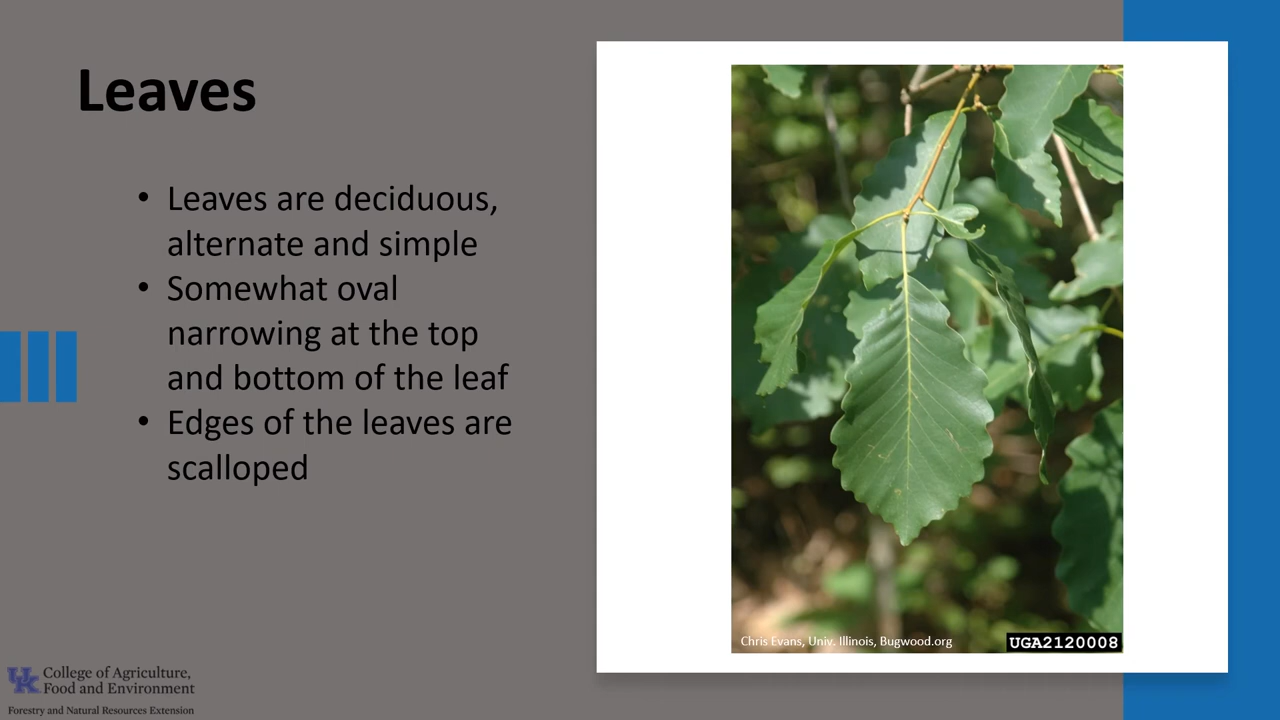 Leaves
• Leaves are deciduous,
alternate and simple
• Somewhat oval
narrowing at the top
and bottom of the leaf
• Edges of the leaves are
scalloped
Chris Evans, Univ. Illinois, Bugwood.org
UGA2120008
UK College of Agriculture,
Food and Environment
Forestry and Natural Resources Extension